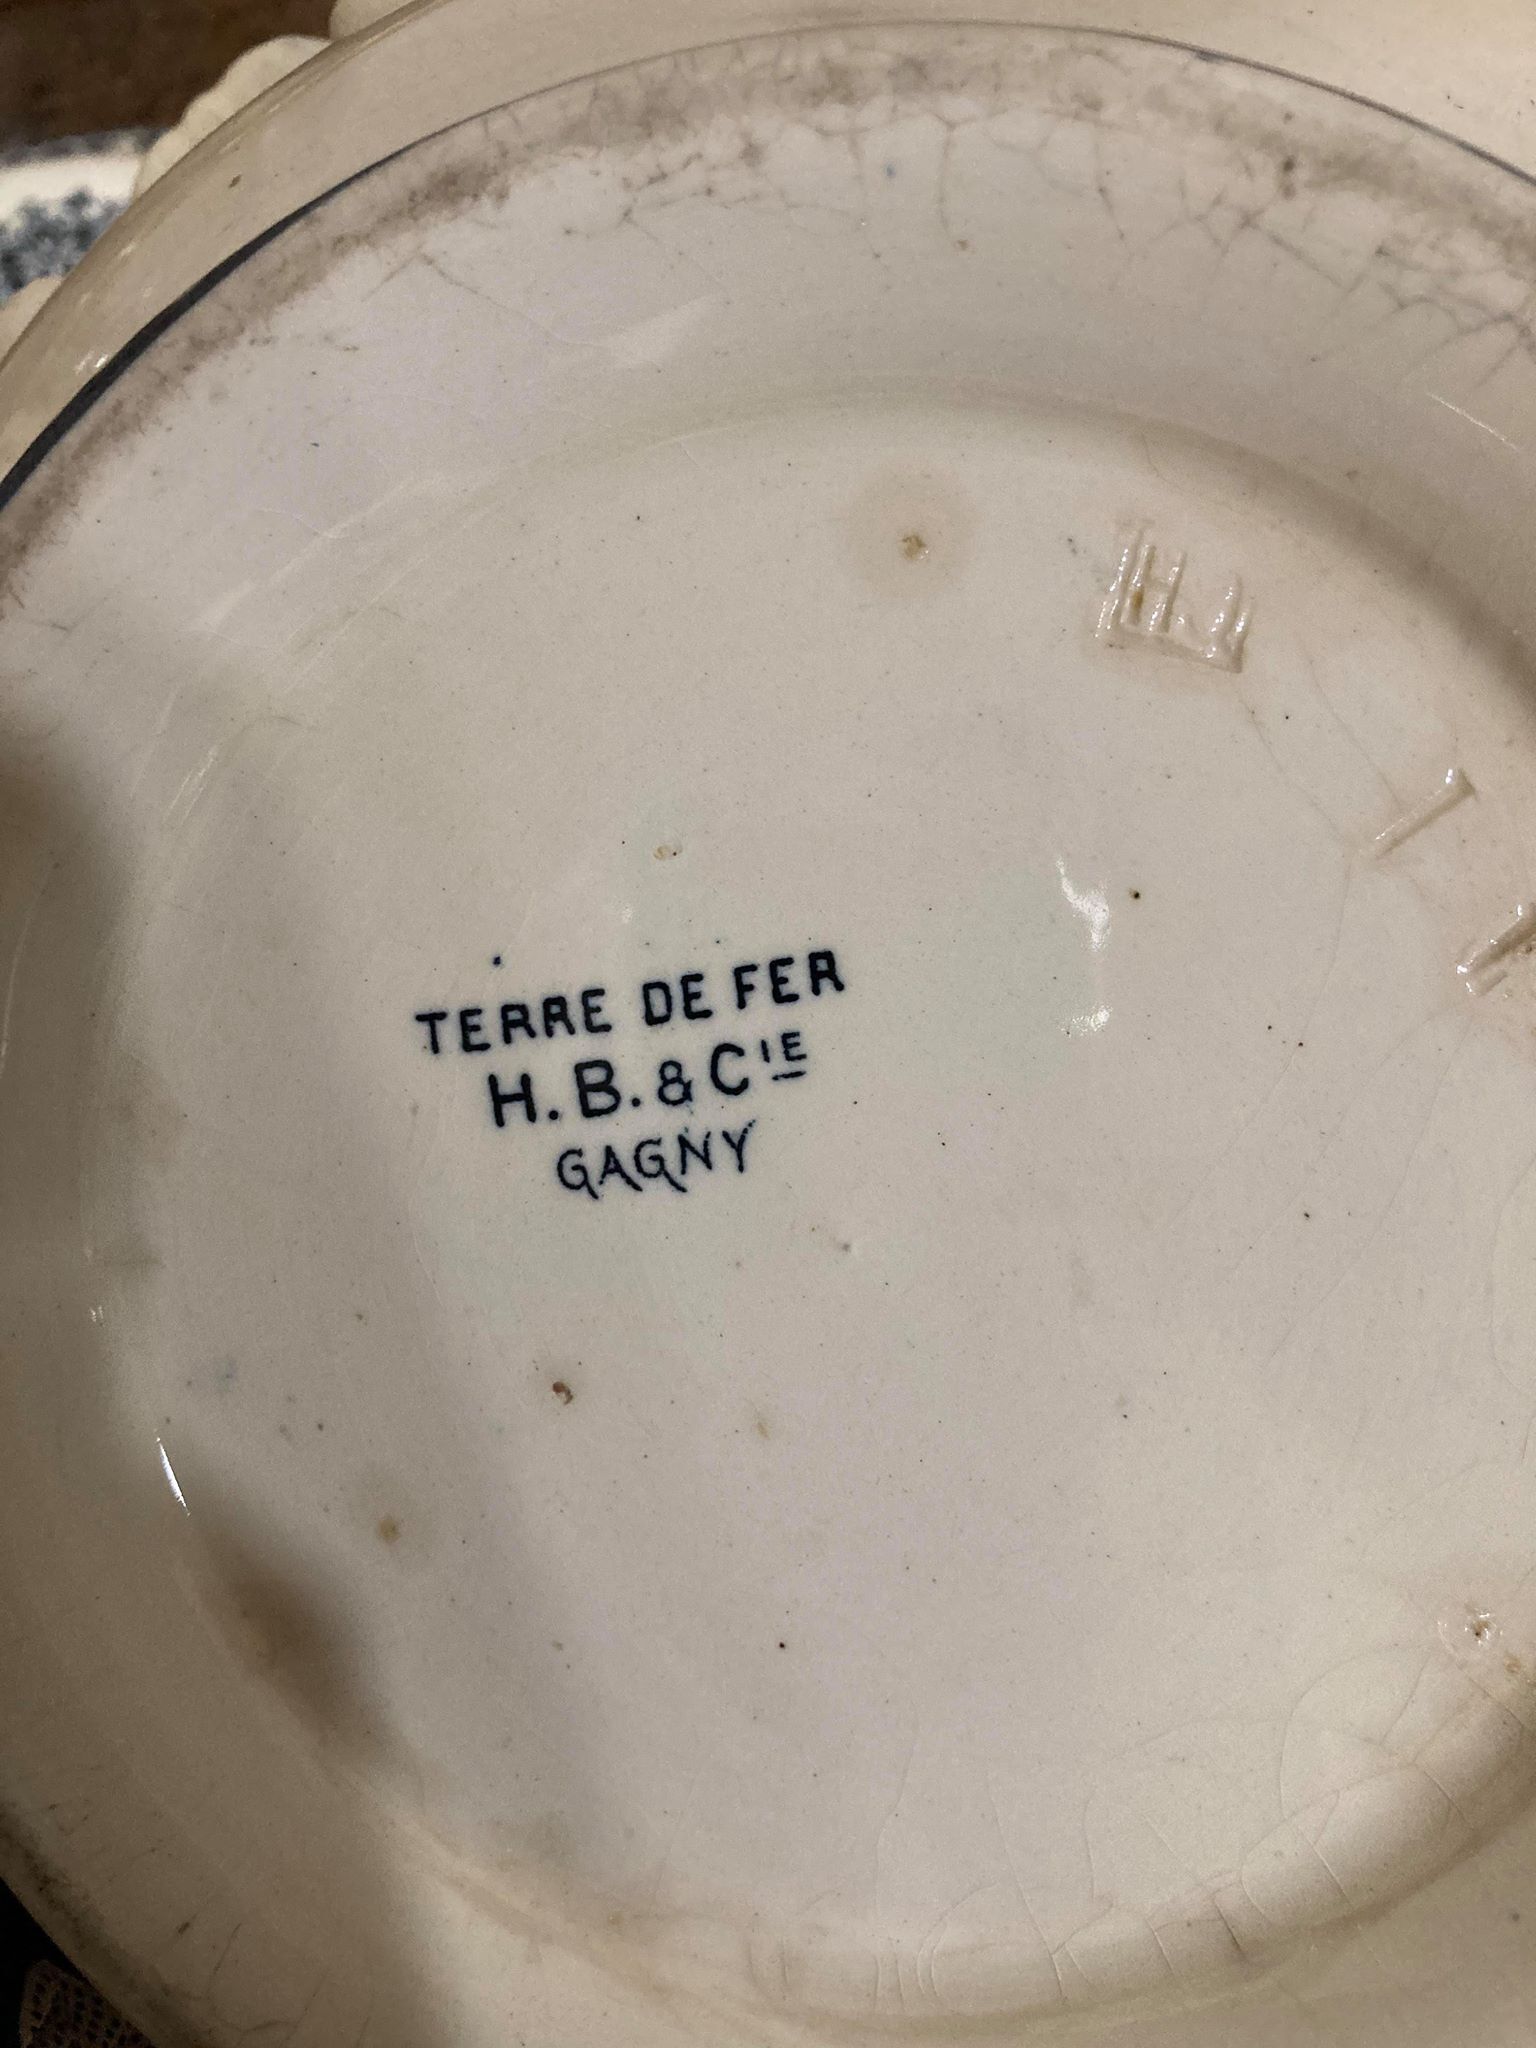 H.J
TERRE DE FER
H. B. & CIE
GAGNY